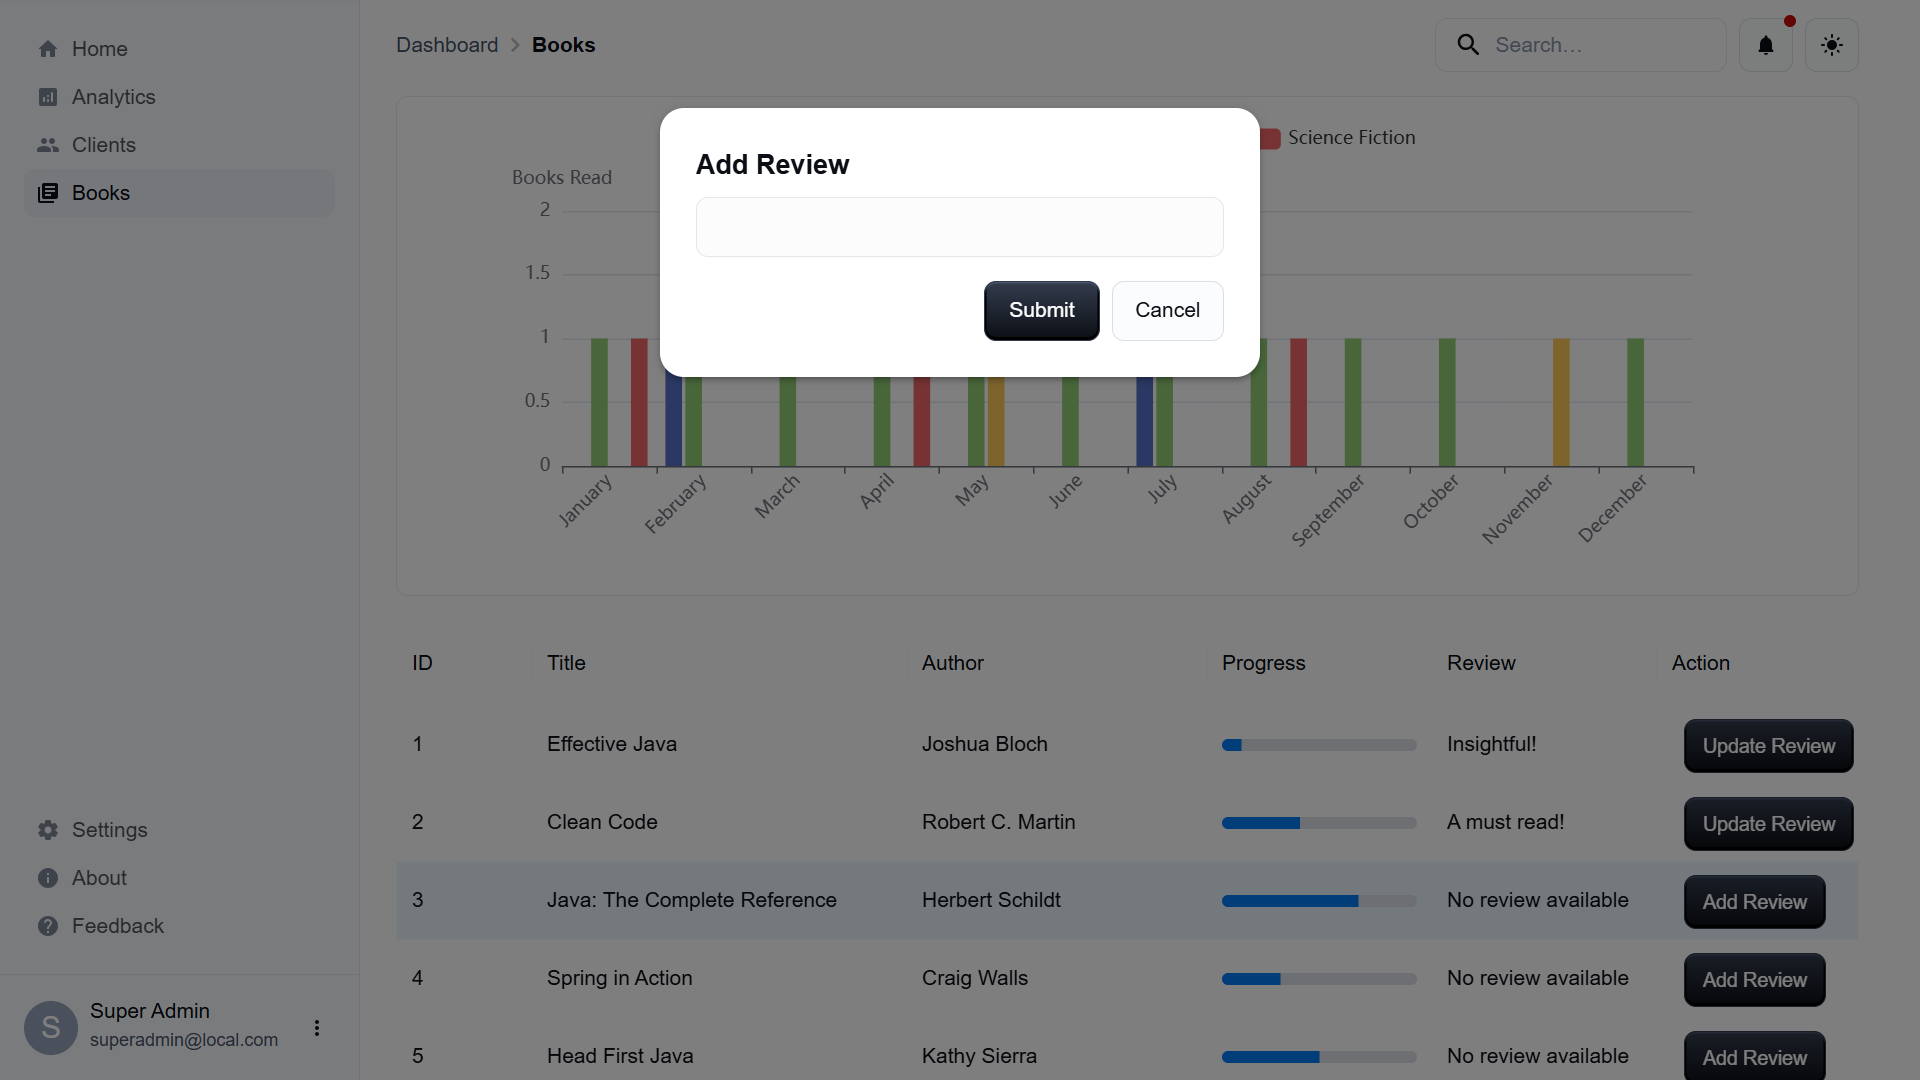 Home
Analytics
Clients
Books
Settings
About
Feedback
S
Super Admin
superadmin@local.com
Dashboard > Books
Search…
Add Review
Submit
Cancel
Science Fiction
Books Read
2
1.5
1
0.5
0
January
February
March
April
May
June
July
August
September
October
November
December
ID Title Author Progress Review Action
1 Effective Java Joshua Bloch Insightful! Update Review
2 Clean Code Robert C. Martin A must read! Update Review
3 Java: The Complete Reference Herbert Schildt No review available Add Review
4 Spring in Action Craig Walls No review available Add Review
5 Head First Java Kathy Sierra No review available Add Review